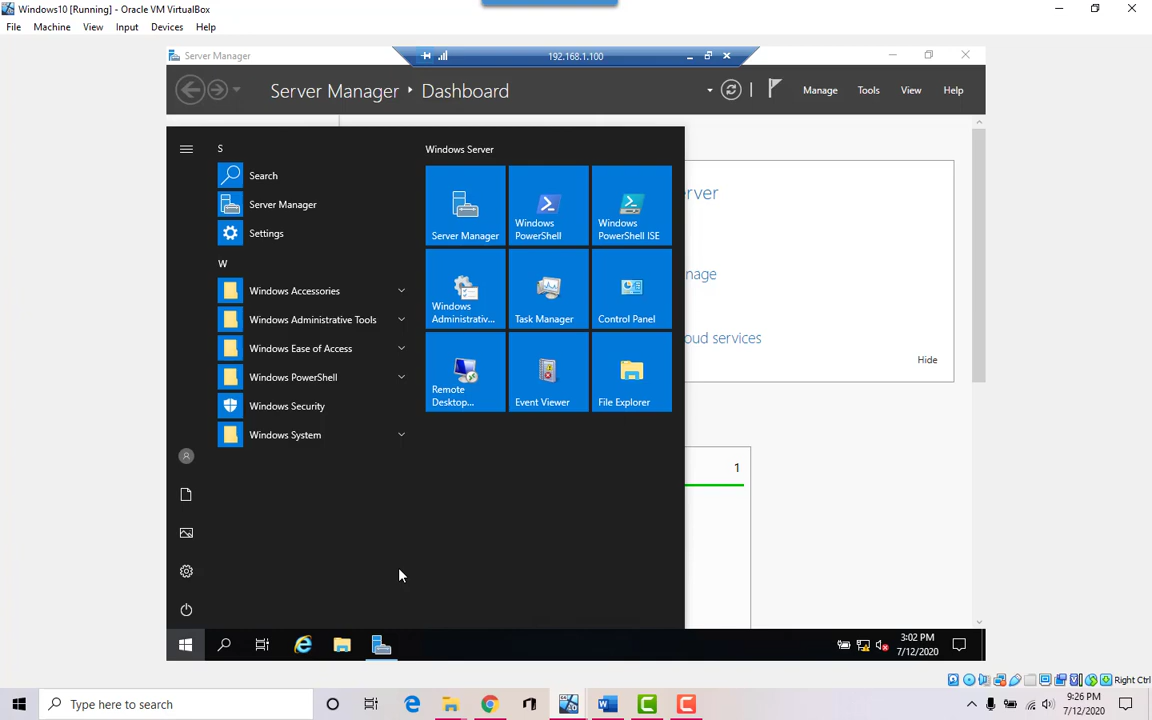 Windows10 [Running] - Oracle VM VirtualBox
File Machine View Input Devices Help
Server Manager
192.168.1.100
Server Manager ‣ Dashboard
Manage Tools View Help
S
Search
Server Manager
Settings
W
Windows Accessories
Windows Administrative Tools
Windows Ease of Access
Windows PowerShell
Windows Security
Windows System
Windows Server
Server Manager
Windows
PowerShell
Windows
PowerShell ISE
Windows
Administrativ...
Task Manager
Control Panel
Remote
Desktop...
Event Viewer
File Explorer
erver
nage
oud services
Hide
1
3:02 PM
7/12/2020
Right Ctrl
Type here to search
9:26 PM
7/12/2020